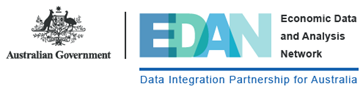 Australian Government
EDAN
Economic Data
and Analysis
Network
Data Integration Partnership for Australia